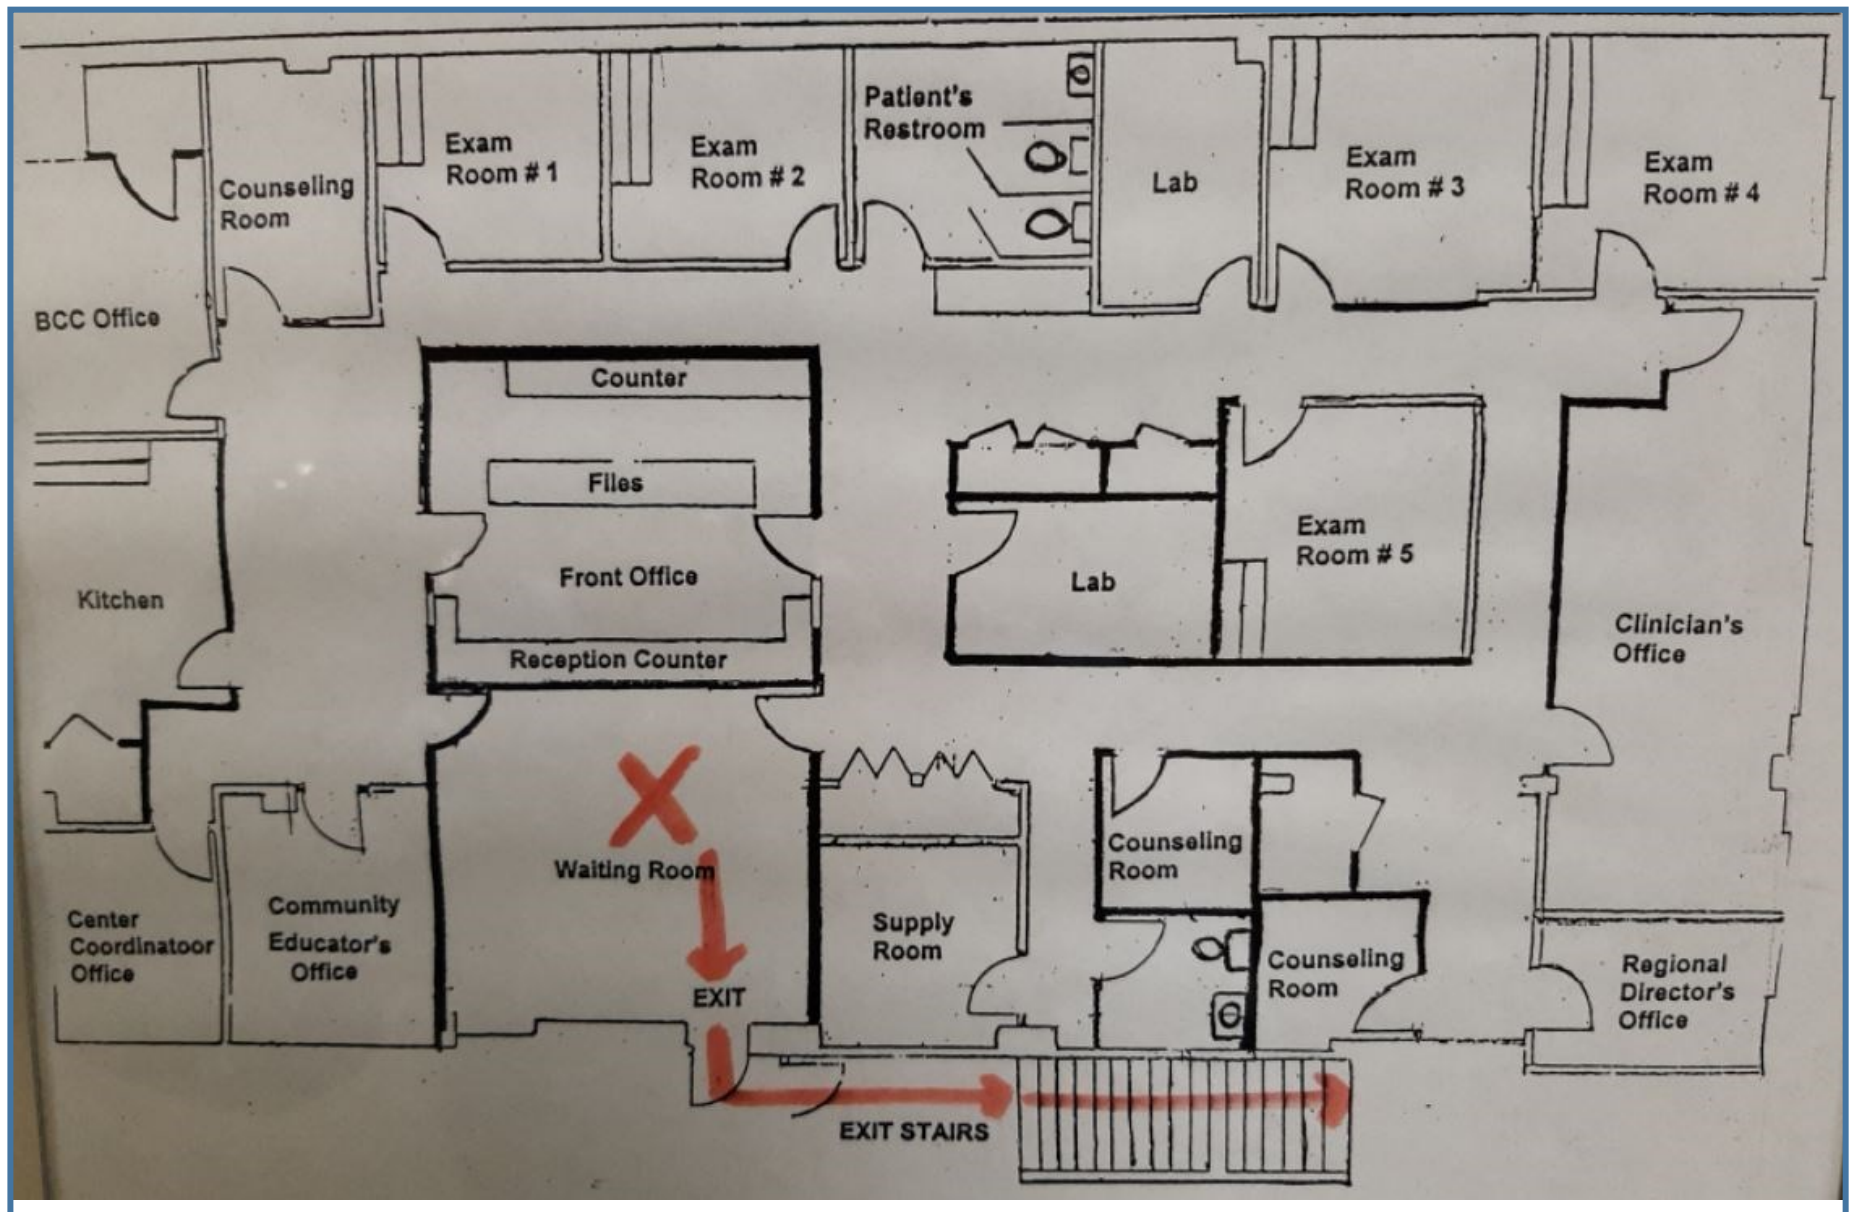 Patient's
Restroom
Exam
Room # 1
Exam
Room # 2
Exam
Room # 3
Exam
Room # 4
Lab
Counseling
Room
BCC Office
Counter
Files
Exam
Room # 5
Front Office
Lab
Kitchen
Clinician's
Office
Reception Counter
Counseling
Room
Waiting Room
Community
Educator's
Office
Center
Coordinatoor
Office
Supply
Room
Counseling
Room
Regional
Director's
Office
EXIT
EXIT STAIRS